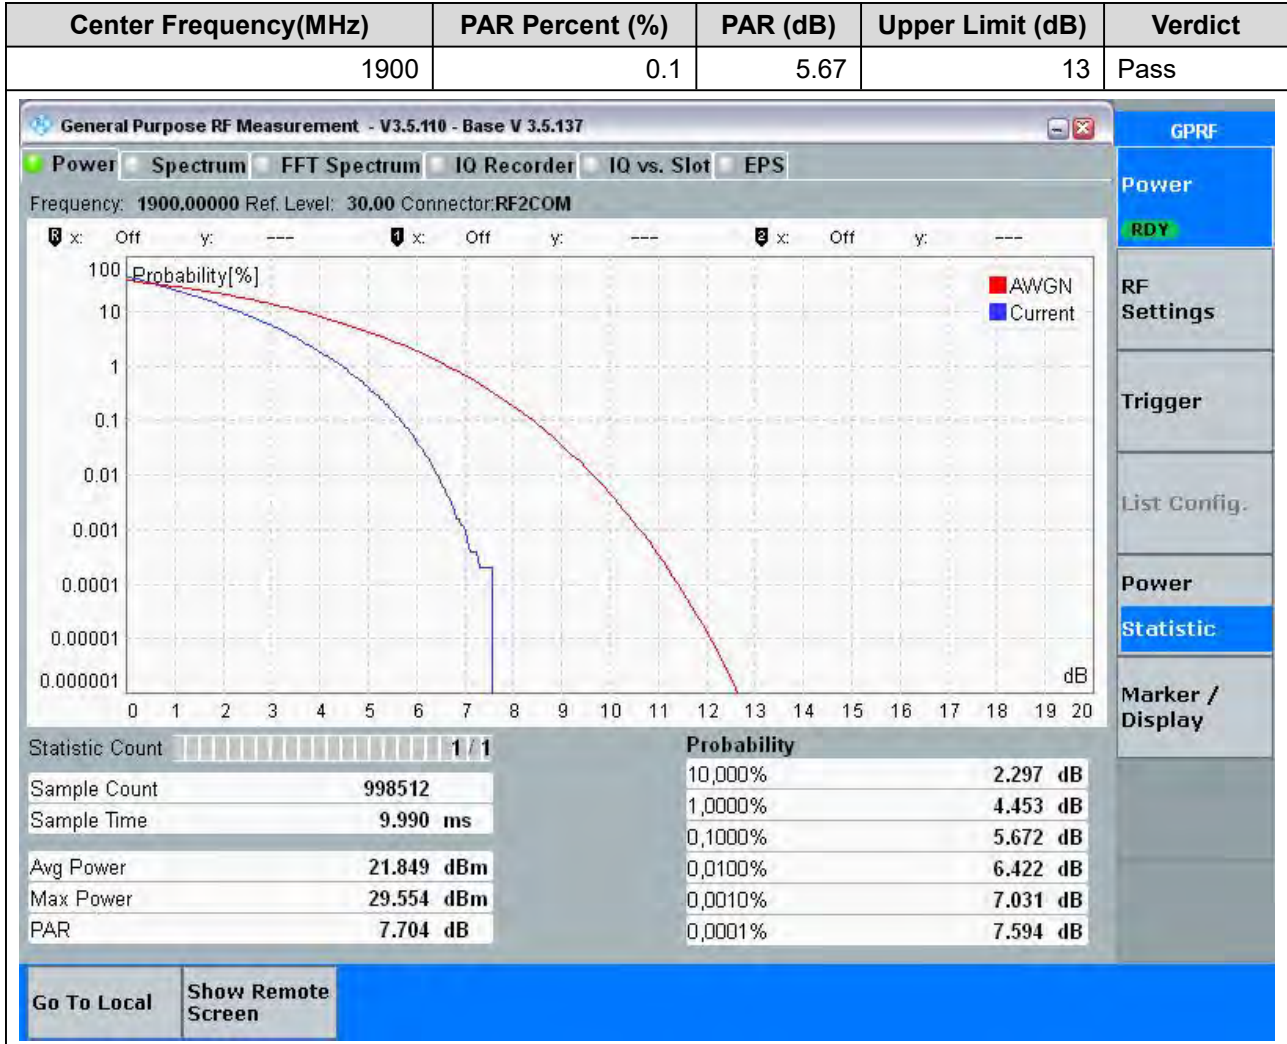 Center Frequency(MHz) PAR Percent (%) PAR (dB) Upper Limit (dB) Verdict
1900 0.1 5.67 13 Pass
General Purpose RF Measurement - V3.5.110 - Base V 3.5.137
GPRF
Power Spectrum FFT Spectrum IQ Recorder IQ vs. Slot EPS
Frequency: 1900.00000 Ref. Level: 30.00 Connector:RF2COM
R x: Off y: --- 1 x: Off y: --- 2 x: Off y: ---
Power
RDY
RF
Settings
Trigger
List Config.
Power
Statistic
Marker /
Display
Probability[%]
AWGN
Current
100
10
1
0.1
0.01
0.001
0.0001
0.00001
0.000001
dB
0 1 2 3 4 5 6 7 8 9 10 11 12 13 14 15 16 17 18 19 20
Statistic Count 1 / 1
Sample Count 998512
Sample Time 9.990 ms
Avg Power 21.849 dBm
Max Power 29.554 dBm
PAR 7.704 dB
Probability
10,000% 2.297 dB
1,0000% 4.453 dB
0,1000% 5.672 dB
0,0100% 6.422 dB
0,0010% 7.031 dB
0,0001% 7.594 dB
Go To Local
Show Remote
Screen